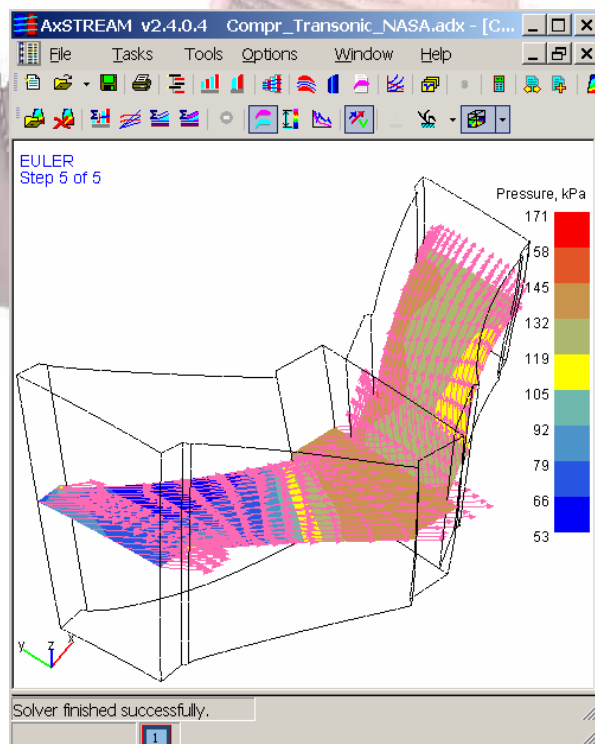 AxSTREAM v2.4.0.4 Compr_Transonic_NASA.adx - [C...
File Tasks Tools Options Window Help
EULER
Step 5 of 5
Pressure, kPa
171
58
145
132
119
105
92
79
66
53
y z x
Solver finished successfully.
1